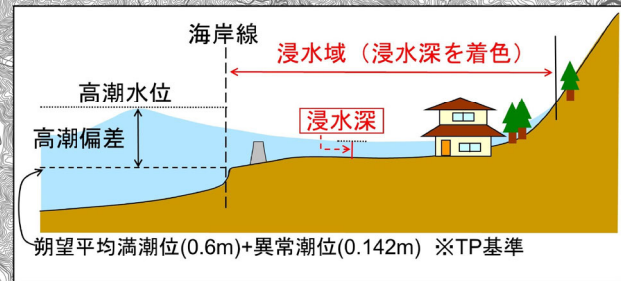 海岸線
浸水域（浸水深を着色）
高潮水位
高潮偏差
浸水深
朔望平均満潮位(0.6m)+異常潮位(0.142m) ※TP基準